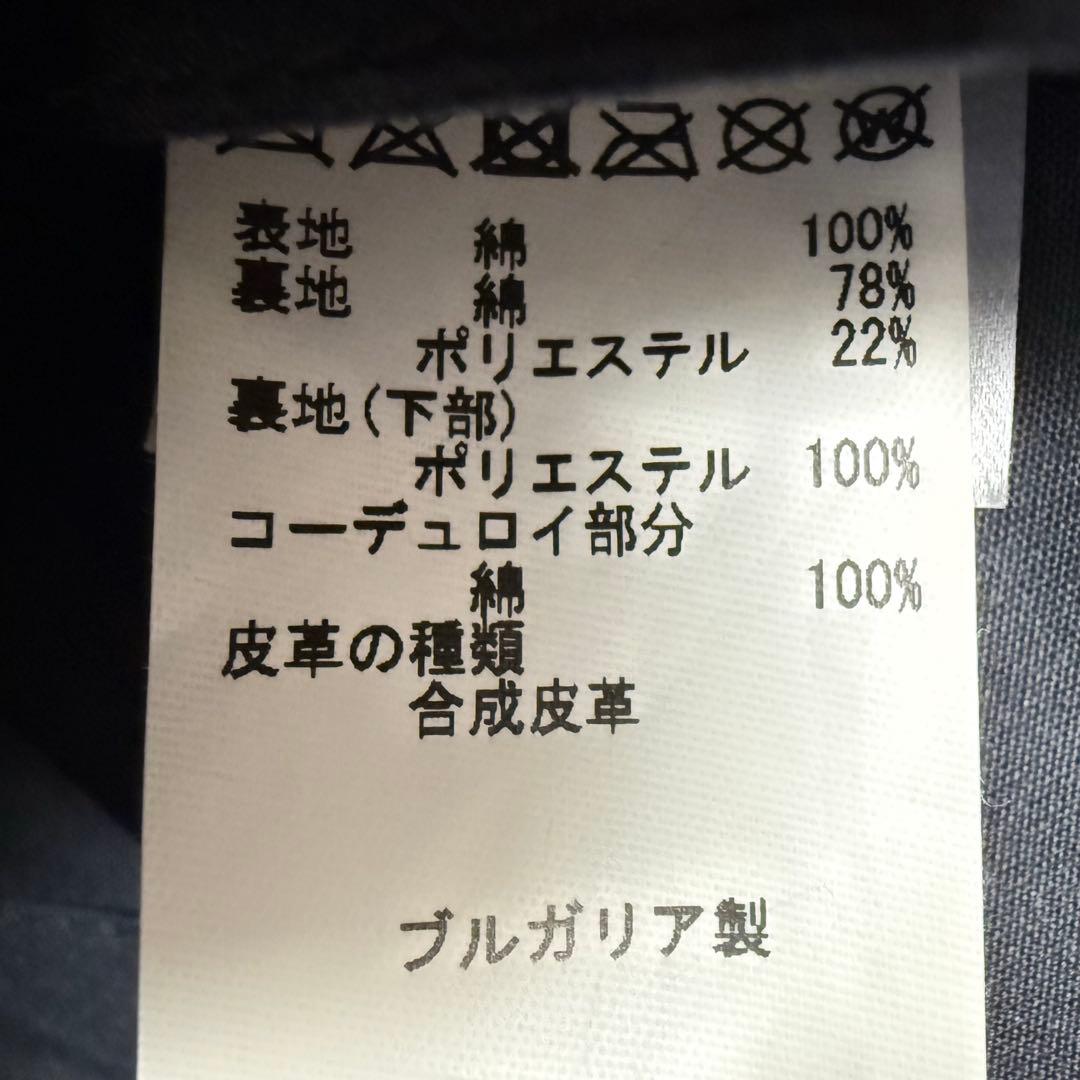 表地 綿 100%
裏地 綿 78%
ポリエステル 22%
裏地(下部)
ポリエステル 100%
コーデュロイ部分
綿 100%
皮革の種類
合成皮革
ブルガリア製